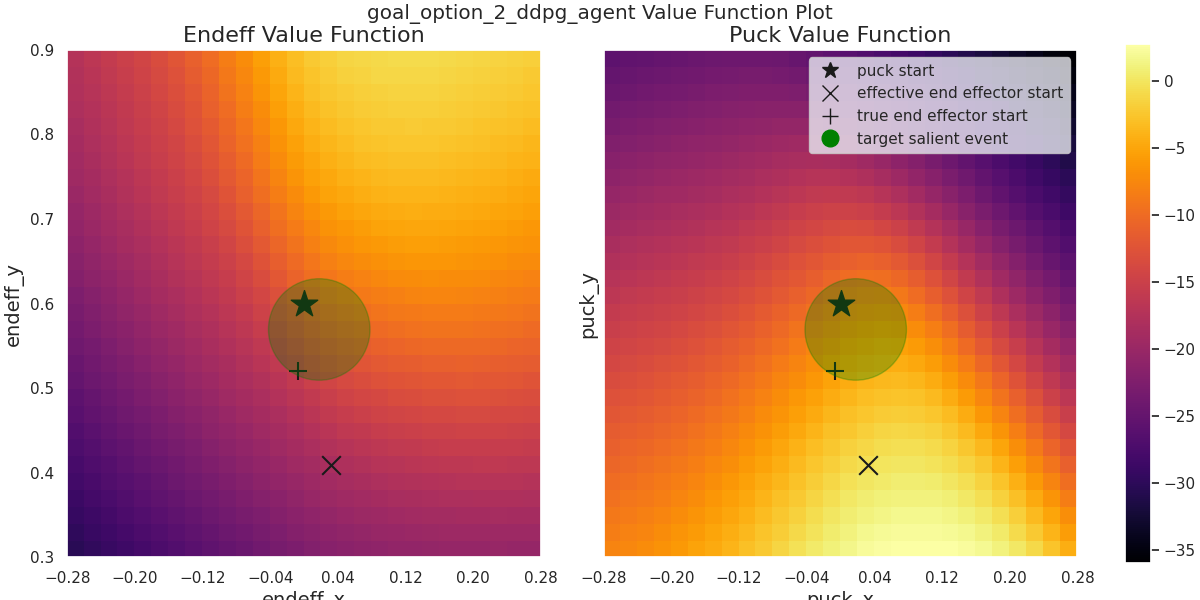 goal_option_2_ddpg_agent Value Function Plot
Endeff Value Function
Puck Value Function
endeff_y
0.9
0.8
0.7
0.6
0.5
0.4
0.3
−0.28 −0.20 −0.12 −0.04 0.04 0.12 0.20 0.28
endeff_x
puck_y
puck start
effective end effector start
true end effector start
target salient event
−0.28 −0.20 −0.12 −0.04 0.04 0.12 0.20 0.28
puck_x
0
−5
−10
−15
−20
−25
−30
−35